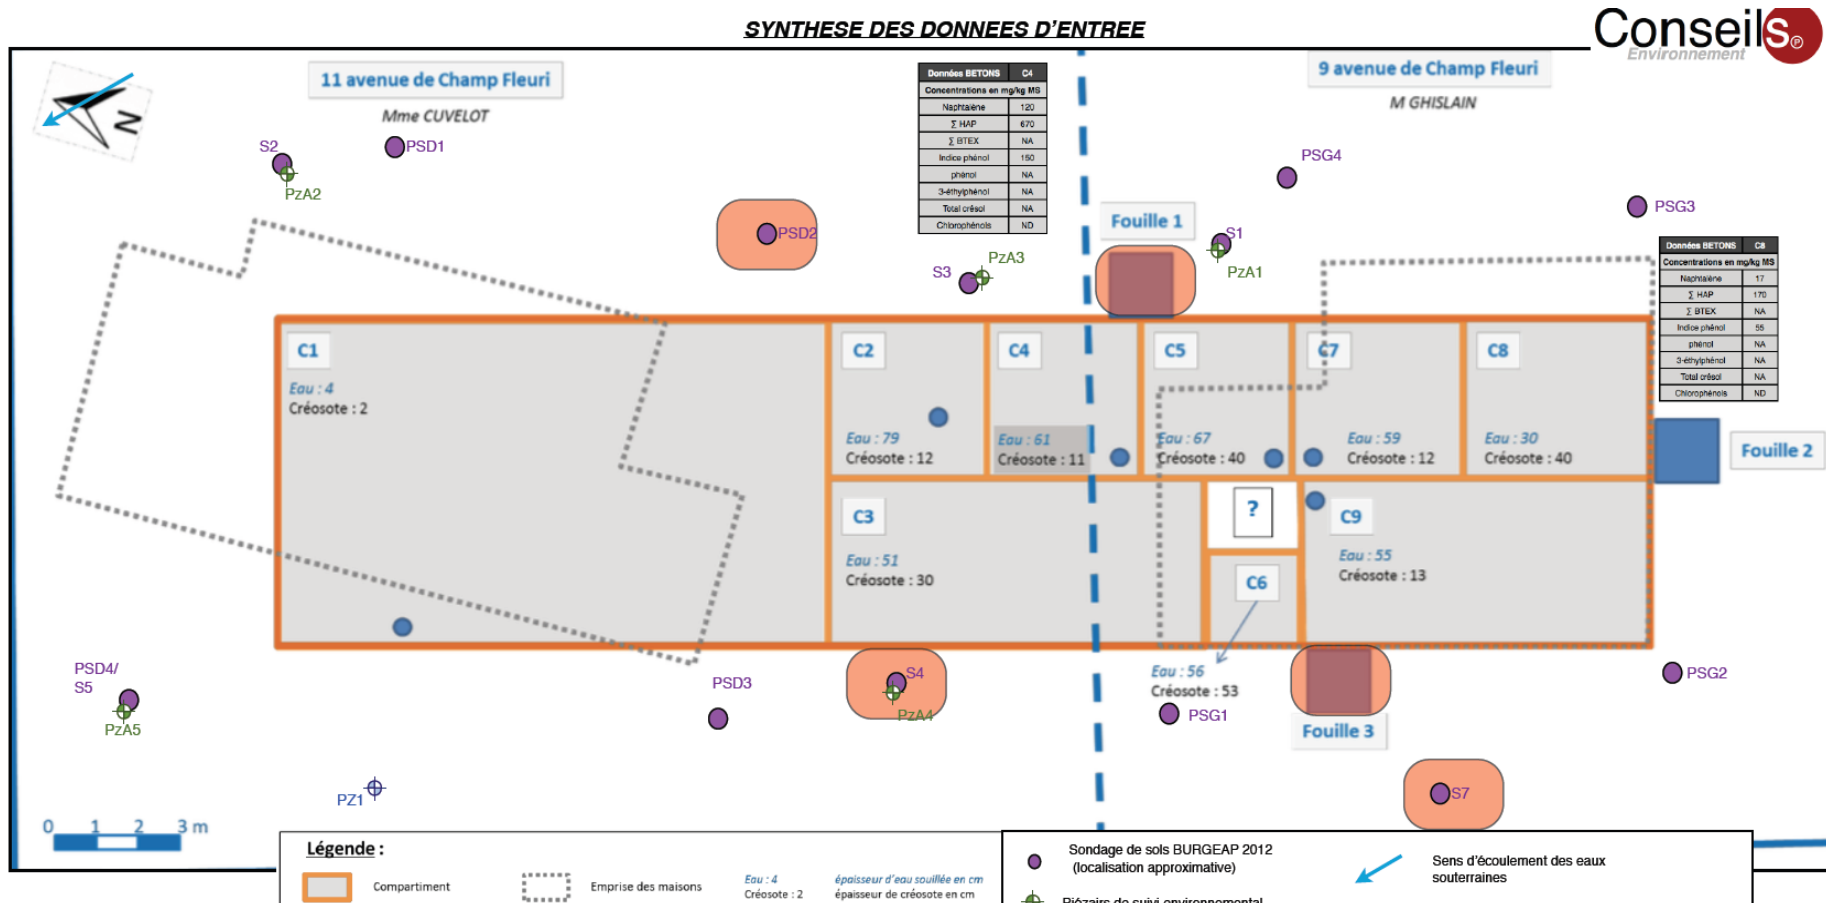 SYNTHESE DES DONNEES D'ENTREE
Conseils
Environnement
11 avenue de Champ Fleuri
Mme CUVELOT
9 avenue de Champ Fleuri
M GHISLAIN
N
Données BETONS C4
Concentrations en mg/kg MS
Naphtalène 120
Σ HAP 670
Σ BTEX NA
Indice phénol 150
phénol NA
3-éthylphénol NA
Total crésol NA
Chlorophénols ND
S2
PSD1
PzA2
PSD2
S3
PzA3
Fouille 1
S1
PzA1
PSG4
PSG3
Données BETONS C8
Concentrations en mg/kg MS
Naphtalène 17
Σ HAP 170
Σ BTEX NA
Indice phénol 55
phénol NA
3-éthylphénol NA
Total crésol NA
Chlorophénols ND
C1
Eau : 4
Créosote : 2
C2
Eau : 79
Créosote : 12
C4
Eau : 61
Créosote : 11
C5
Eau : 67
Créosote : 40
C7
Eau : 59
Créosote : 12
C8
Eau : 30
Créosote : 40
Fouille 2
C3
Eau : 51
Créosote : 30
?
C6
Eau : 56
Créosote : 53
C9
Eau : 55
Créosote : 13
PSD4/
S5
PzA5
PSD3
S4
PzA4
PSG1
Fouille 3
PSG2
S7
PZ1
0 1 2 3 m
Légende :
Compartiment
Emprise des maisons
Eau : 4 épaisseur d'eau souillée en cm
Créosote : 2 épaisseur de créosote en cm
Sondage de sols BURGEAP 2012
(localisation approximative)
Piézairs de suivi environnemental
Sens d'écoulement des eaux
souterraines